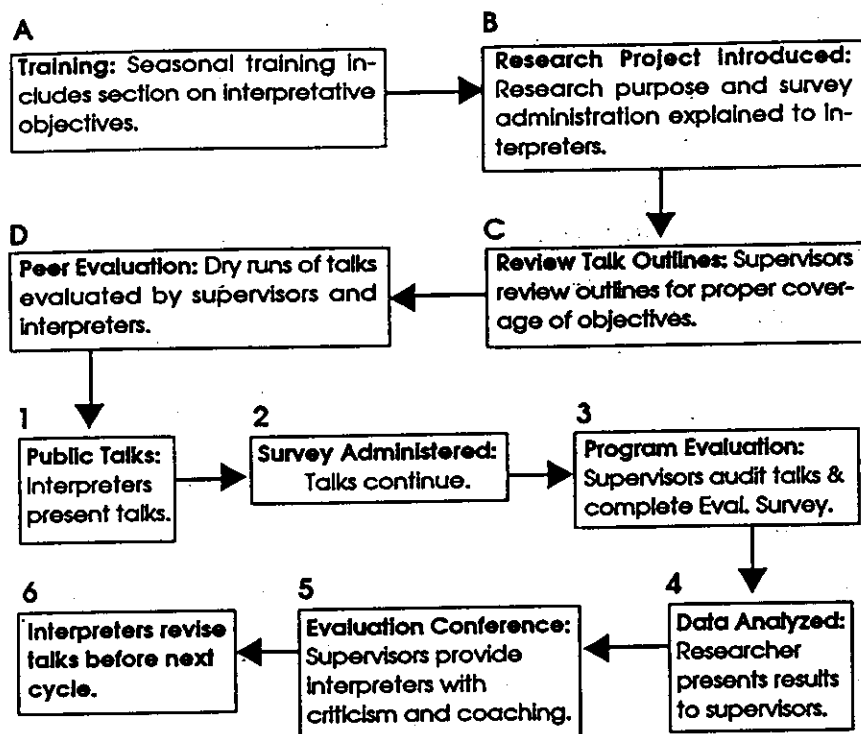 A
Training: Seasonal training in-
cludes section on interpretative
objectives.
B
Research Project introduced:
Research purpose and survey
administration explained to in-
terpreters.
D
Peer Evaluation: Dry runs of talks
evaluated by supervisors and
interpreters.
C
Review Talk Outlines: Supervisors
review outlines for proper cover-
age of objectives.
1
Public Talks:
Interpreters
present talks.
2
Survey Administered:
Talks continue.
3
Program Evaluation:
Supervisors audit talks &
complete Eval. Survey.
6
Interpreters revise
talks before next
cycle.
5
Evaluation Conference:
Supervisors provide
interpreters with
criticism and coaching.
4
Data Analyzed:
Researcher
presents results
to supervisors.